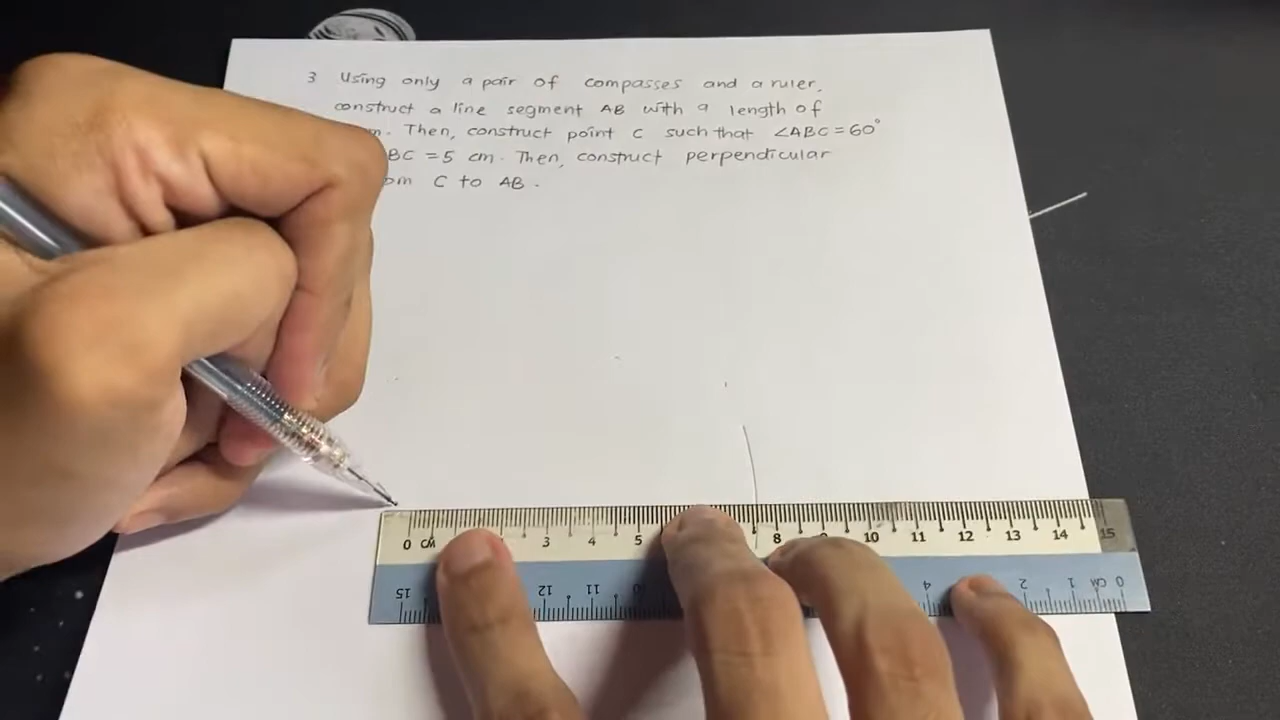 3 Using only a pair of compasses and a ruler,
construct a line segment AB with a length of
. Then, construct point C such that ∠ABC = 60°
BC = 5 cm. Then, construct perpendicular
C to AB.
0 CM 3 4 5 8 10 11 12 13 14 15
15 12 11 4 2 1 CM 0